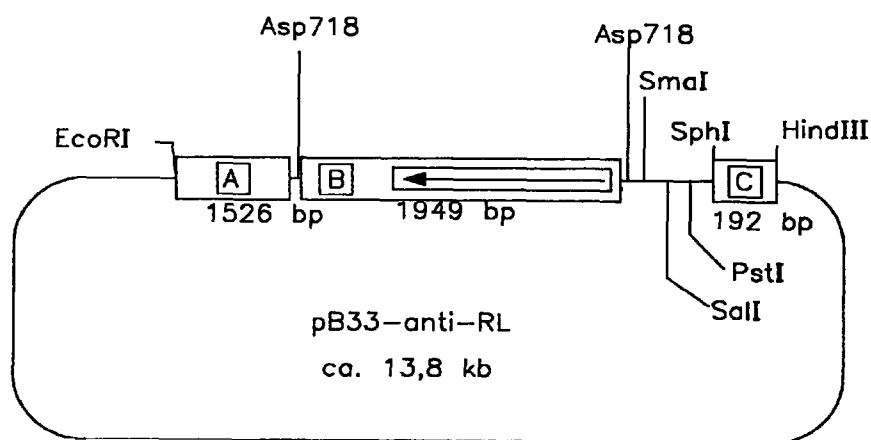 Asp718
Asp718
SmaI
EcoRI
SphI
HindIII
A
B
C
1526 bp
1949 bp
192 bp
PstI
SalI
pB33-anti-RL
ca. 13,8 kb